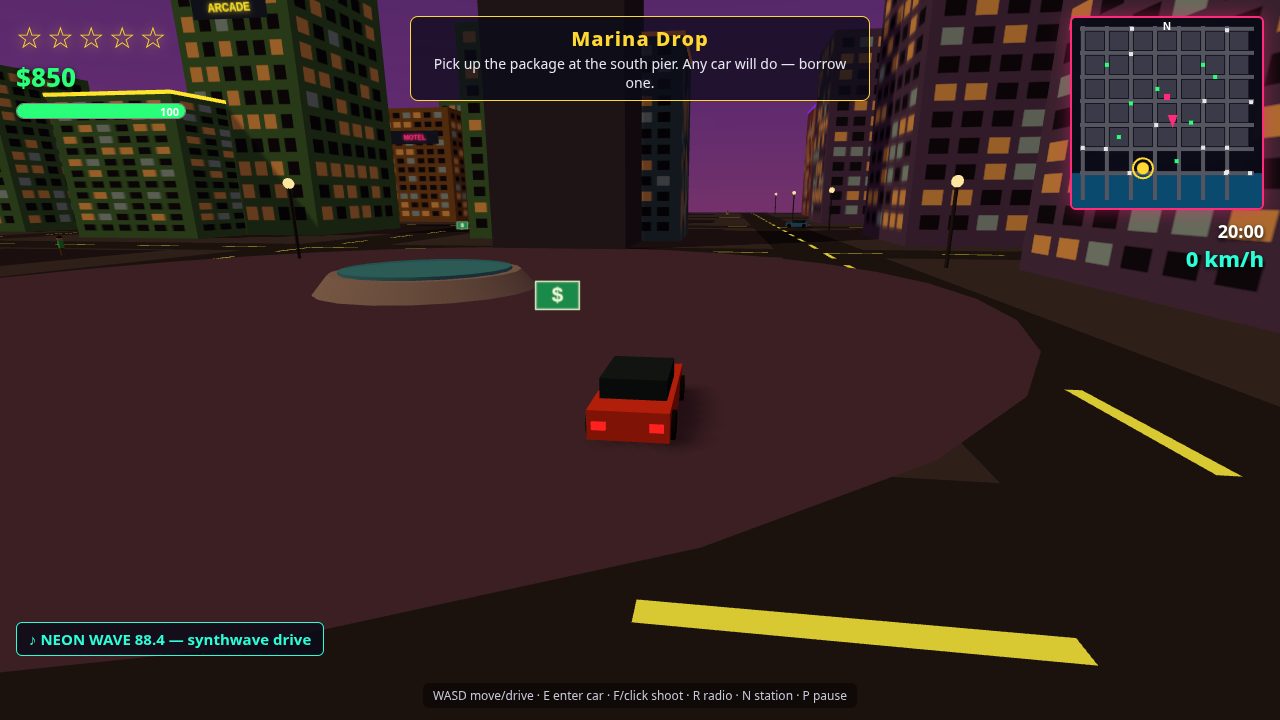 ARCADE
$850
100
MOTEL
Marina Drop
Pick up the package at the south pier. Any car will do — borrow
one.
N
20:00
0 km/h
$
♪ NEON WAVE 88.4 — synthwave drive
WASD move/drive · E enter car · F/click shoot · R radio · N station · P pause